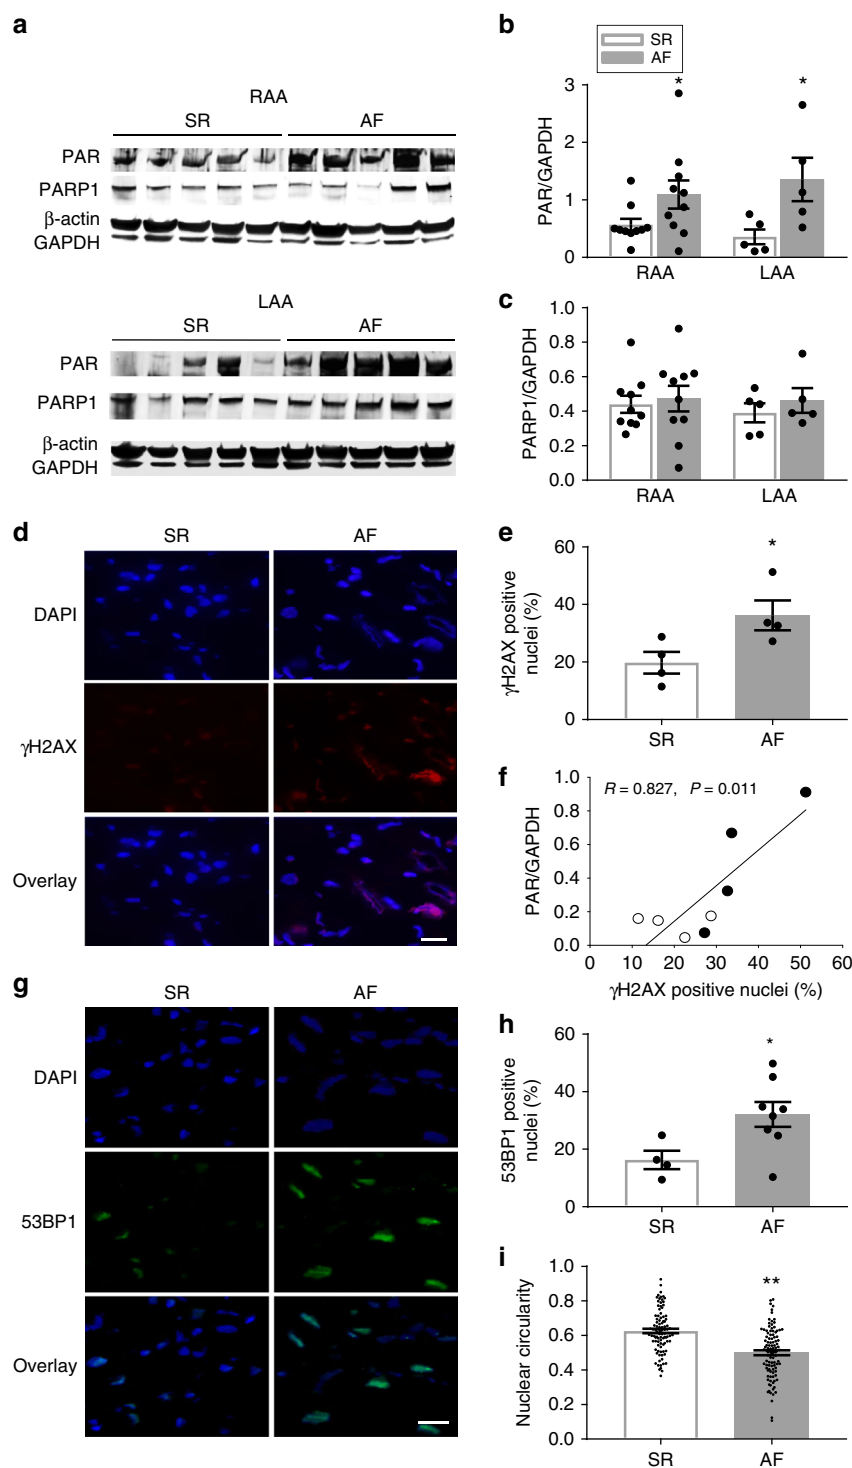 a
RAA
SR AF
PAR
PARP1
β-actin
GAPDH
LAA
SR AF
PAR
PARP1
β-actin
GAPDH
b
SR
AF
3
2
1
0
PAR/GAPDH
* *
RAA LAA
c
1.0
0.8
0.6
0.4
0.2
0.0
PARP1/GAPDH
RAA LAA
d
SR AF
DAPI
γH2AX
Overlay
e
60
40
20
0
γH2AX positive
nuclei (%)
*
SR AF
f
R = 0.827, P = 0.011
1.0
0.8
0.6
0.4
0.2
0.0
PAR/GAPDH
0 10 20 30 40 50 60
γH2AX positive nuclei (%)
g
SR AF
DAPI
53BP1
Overlay
h
60
40
20
0
53BP1 positive
nuclei (%)
*
SR AF
i
1.0
0.8
0.6
0.4
0.2
0.0
Nuclear circularity
**
SR AF